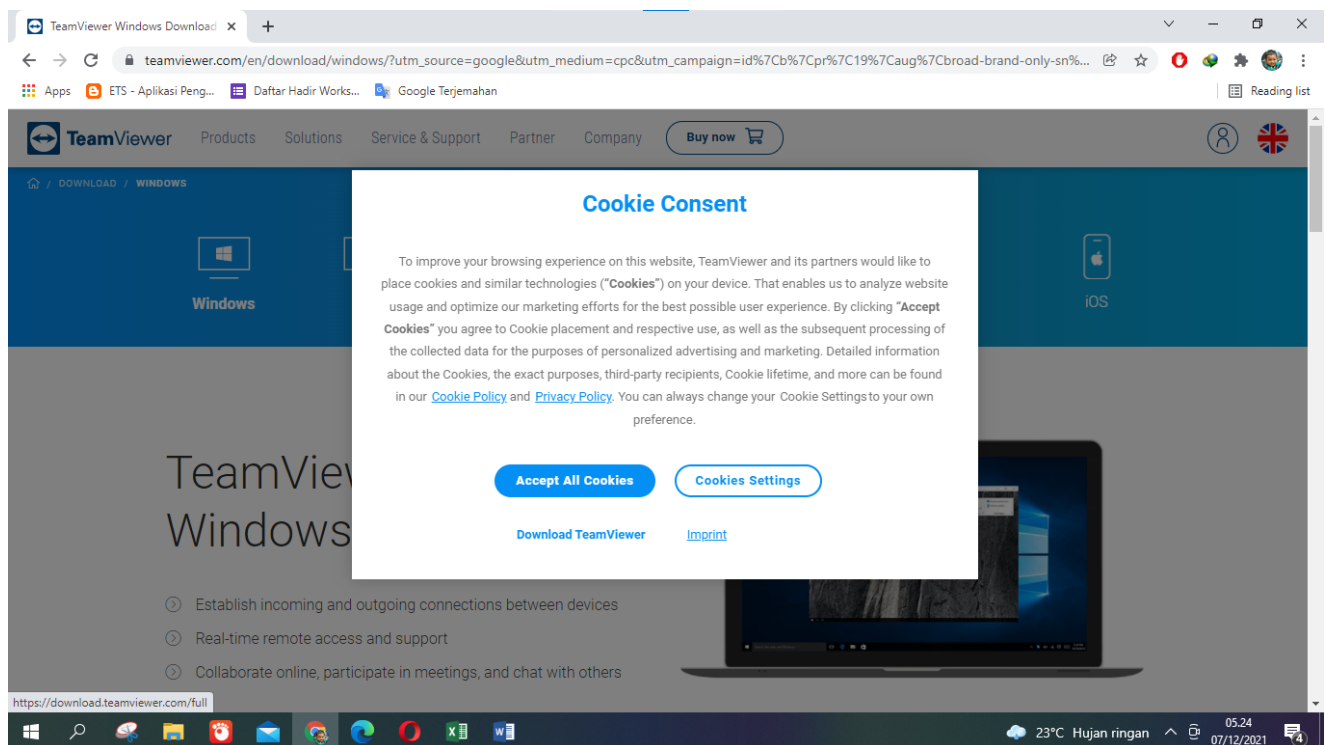 TeamViewer Windows Download
teamviewer.com/en/download/windows/?utm_source=google&utm_medium=cpc&utm_campaign=id%7Cb%7Cpr%7C19%7Caug%7Cbroad-brand-only-sn%...
Apps ETS - Aplikasi Peng... Daftar Hadir Works... Google Terjemahan Reading list
TeamViewer Products Solutions Service & Support Partner Company Buy now
/ DOWNLOAD / WINDOWS
Cookie Consent
To improve your browsing experience on this website, TeamViewer and its partners would like to
place cookies and similar technologies (“Cookies”) on your device. That enables us to analyze website
usage and optimize our marketing efforts for the best possible user experience. By clicking “Accept
Cookies” you agree to Cookie placement and respective use, as well as the subsequent processing of
the collected data for the purposes of personalized advertising and marketing. Detailed information
about the Cookies, the exact purposes, third-party recipients, Cookie lifetime, and more can be found
in our Cookie Policy and Privacy Policy. You can always change your Cookie Settings to your own
preference.
Windows iOS
Accept All Cookies Cookies Settings
Download TeamViewer Imprint
TeamView
Windows
Establish incoming and outgoing connections between devices
Real-time remote access and support
Collaborate online, participate in meetings, and chat with others
https://download.teamviewer.com/full
23°C Hujan ringan 05.24
07/12/2021
4